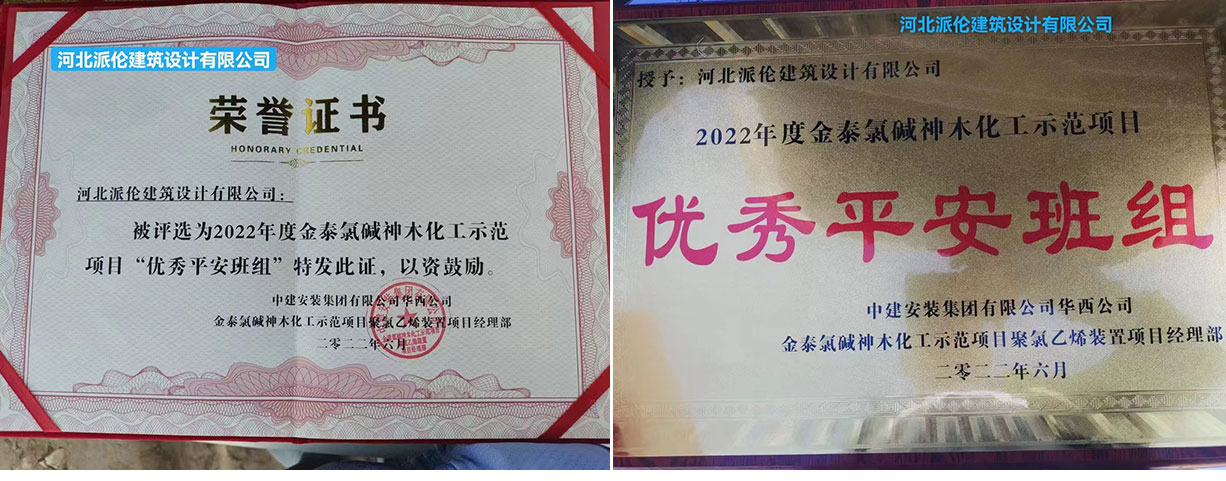 河北派伦建筑设计有限公司
荣誉证书
HONORARY CREDENTIAL
河北派伦建筑设计有限公司：
被评选为2022年度金泰氯碱神木化工示范
项目“优秀平安班组”特发此证，以资鼓励。
中建安装集团有限公司华西公司
金泰氯碱神木化工示范项目聚氯乙烯装置项目经理部
二零二二年六月
河北派伦建筑设计有限公司
授予：河北派伦建筑设计有限公司
2022年度金泰氯碱神木化工示范项目
优秀平安班组
中建安装集团有限公司华西公司
金泰氯碱神木化工示范项目聚氯乙烯装置项目经理部
二零二二年六月